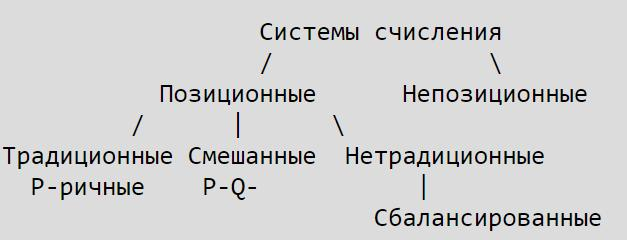 Системы счисления
/ \
Позиционные Непозиционные
/ | \
Традиционные Смешанные Нетрадиционные
P-ричные P-Q- |
Сбалансированные